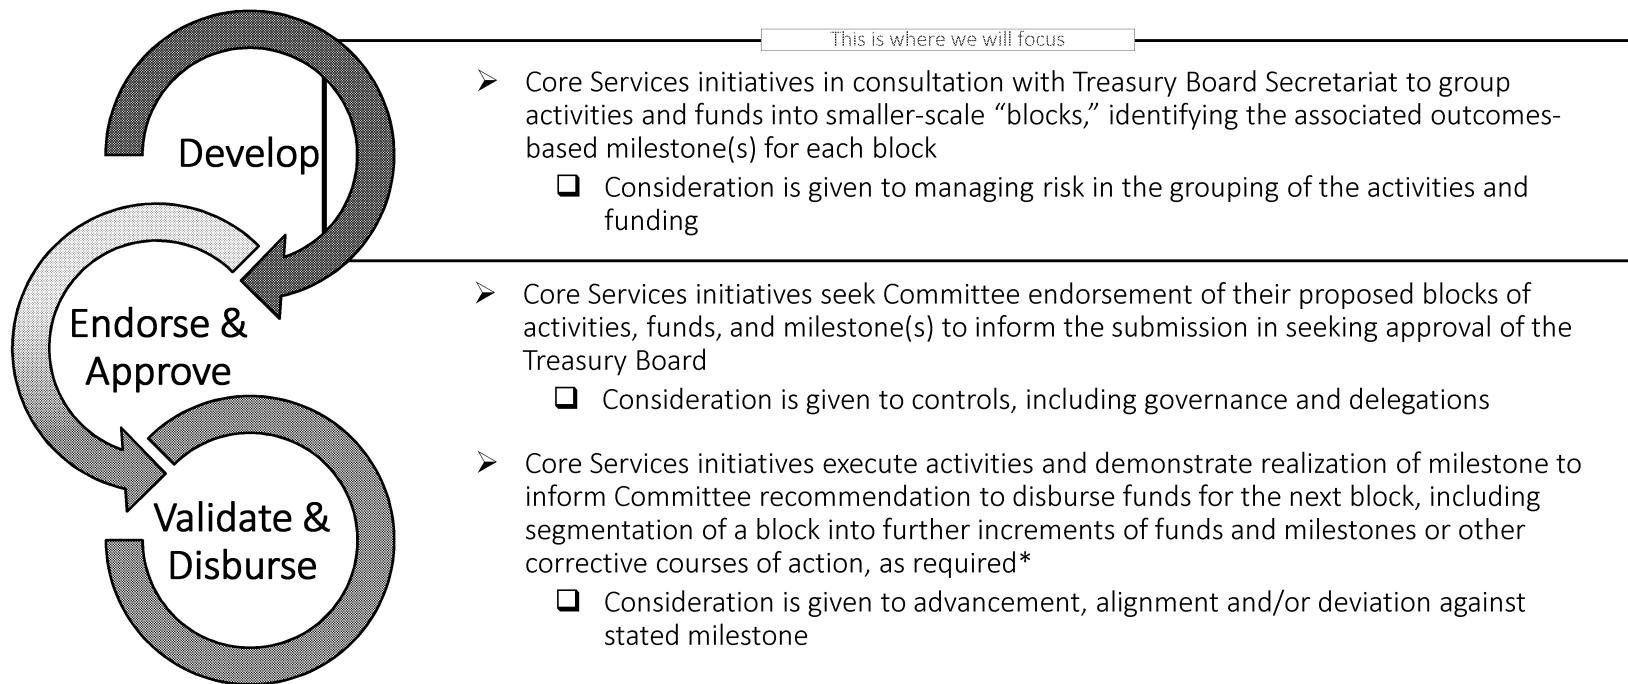 This is where we will focus
Develop
➢ Core Services initiatives in consultation with Treasury Board Secretariat to group
activities and funds into smaller-scale “blocks,” identifying the associated outcomes-
based milestone(s) for each block
❑ Consideration is given to managing risk in the grouping of the activities and
funding
Endorse &
Approve
➢ Core Services initiatives seek Committee endorsement of their proposed blocks of
activities, funds, and milestone(s) to inform the submission in seeking approval of the
Treasury Board
❑ Consideration is given to controls, including governance and delegations
Validate &
Disburse
➢ Core Services initiatives execute activities and demonstrate realization of milestone to
inform Committee recommendation to disburse funds for the next block, including
segmentation of a block into further increments of funds and milestones or other
corrective courses of action, as required*
❑ Consideration is given to advancement, alignment and/or deviation against
stated milestone